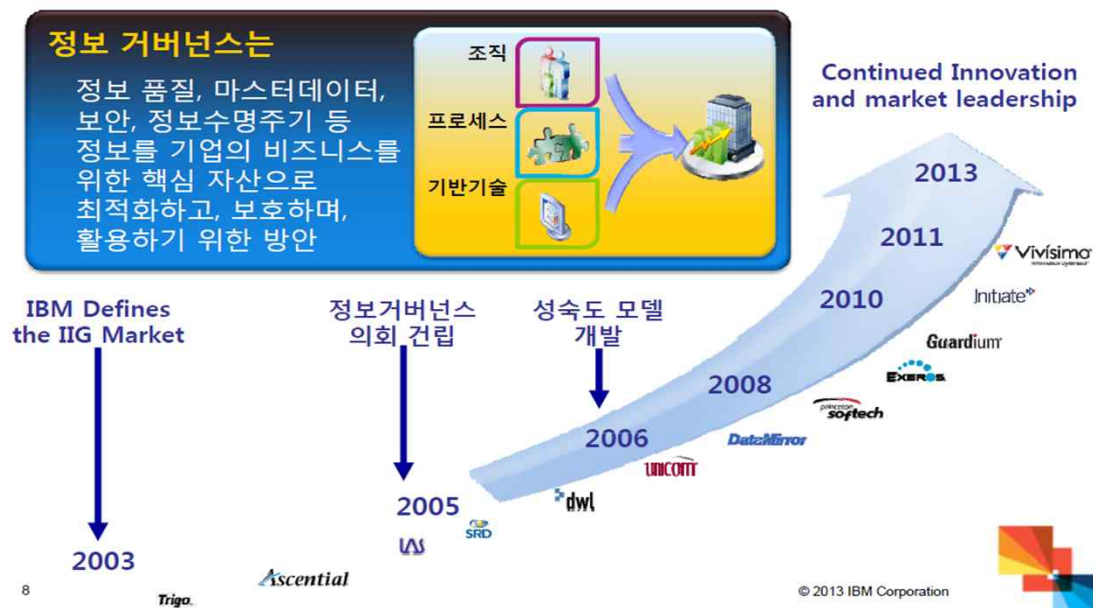 정보 거버넌스는
정보 품질, 마스터데이터,
보안, 정보수명주기 등
정보를 기업의 비즈니스를
위한 핵심 자산으로
최적화하고, 보호하며,
활용하기 위한 방안
조직
프로세스
기반기술
Continued Innovation
and market leadership
IBM Defines
the IIG Market
정보거버넌스
의회 건립
성숙도 모델
개발
2013
2011
2010
2008
2006
2005
2003
Vivísimo
Initiate
Guardium
EXEROS
princeton
softech
DataMirror
UNICORN
dwl
SRD
LAS
Ascential
Trigo
8
© 2013 IBM Corporation